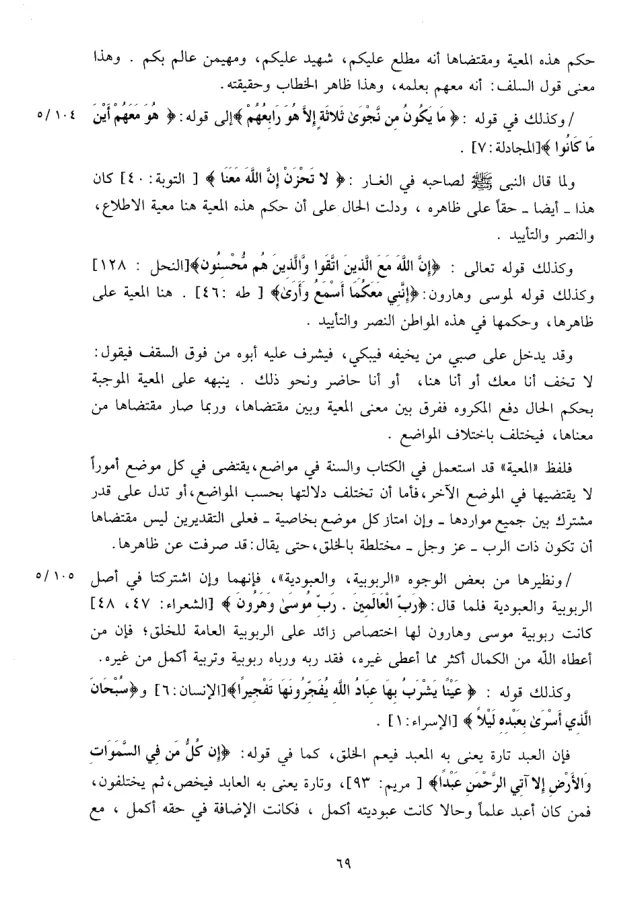 حكم هذه المعية ومقتضاها أنه مطلع عليكم، شهيد عليكم، ومهيمن عالم بكم . وهذا
معنى قول السلف: أنه معهم بعلمه، وهذا ظاهر الخطاب وحقيقته.
/ وكذلك في قوله :﴿ مَا يَكُونُ مِن نَّجْوَىٰ ثَلاثَةٍ إِلاَّ هُوَ رَابِعُهُمْ ﴾إلى قوله:﴿ هُوَ مَعَهُمْ أَيْنَ ٥/١٠٤
مَا كَانُوا ﴾[المجادلة:٧] .
ولما قال النبي ﷺ لصاحبه في الغـار :﴿ لا تَحْزَنْ إِنَّ اللَّهَ مَعَنَا ﴾ [ التوبة: ٤٠] كان
هذا ـ أيضا ـ حقاً على ظاهره ، ودلت الحال على أن حكم هذه المعية هنا معية الاطلاع،
والنصر والتأييد .
وكذلك قوله تعالى : ﴿إِنَّ اللَّهَ مَعَ الَّذِينَ اتَّقَوا وَّالَّذِينَ هُم مُّحْسِنُونَ﴾[النحل : ١٢٨]
وكذلك قوله لموسى وهارون:﴿إِنَّنِي مَعَكُمَا أَسْمَعُ وَأَرَىٰ﴾ [ طه :٤٦] . هنا المعية على
ظاهرها، وحكمها في هذه المواطن النصر والتأييد .
وقد يدخل على صبي من يخيفه فيبكي، فيشرف عليه أبوه من فوق السقف فيقول:
لا تخف أنا معك أو أنا هنا، أو أنا حاضر ونحو ذلك . ينبهه على المعية الموجبة
بحكم الحال دفع المكروه ففرق بين معنى المعية وبين مقتضاها، وربما صار مقتضاها من
معناها، فيختلف باختلاف المواضع .
فلفظ «المعية» قد استعمل في الكتاب والسنة في مواضع،يقتضى في كل موضع أموراً
لا يقتضيها في الموضع الآخر،فأما أن تختلف دلالتها بحسب المواضع،أو تدل على قدر
مشترك بين جميع مواردها ـ وإن امتاز كل موضع بخاصية ـ فعلى التقديرين ليس مقتضاها
أن تكون ذات الرب ـ عز وجل ـ مختلطة بالخلق،حتى يقال:قد صرفت عن ظاهرها.
/ ونظيرها من بعض الوجوه «الربوبية، والعبودية»، فإنهما وإن اشتركتا في أصل ٥/١٠٥
الربوبية والعبودية فلما قال:﴿رَبِّ الْعَالَمِينَ . رَبِّ مُوسَىٰ وَهَٰرُونَ ﴾ [الشعراء: ٤٧، ٤٨]
كانت ربوبية موسى وهارون لها اختصاص زائد على الربوبية العامة للخلق؛ فإن من
أعطاه اللّه من الكمال أكثر مما أعطى غيره، فقد ربه ورباه ربوبية وتربية أكمل من غيره.
وكذلك قوله : ﴿ عَيْنًا يَشْرَبُ بِهَا عِبَادُ اللَّهِ يُفَجِّرُونَهَا تَفْجِيرًا﴾[الإنسان:٦] و﴿سُبْحَانَ
الَّذِي أَسْرَىٰ بِعَبْدِهِ لَيْلاً ﴾ [الإسراء:١] .
فإن العبد تارة يعنى به المعبد فيعم الخلق، كما في قوله: ﴿إِن كُلُّ مَن فِي السَّمَوَاتِ
وَالأَرْضِ إِلاَّ آتِي الرَّحْمَنِ عَبْدًا﴾ [ مريم: ٩٣]، وتارة يعني به العابد فيخص،ثم يختلفون،
فمن كان أعبد علماً وحالا كانت عبوديته أكمل ، فكانت الإضافة في حقه أكمل ، مع
٦٩